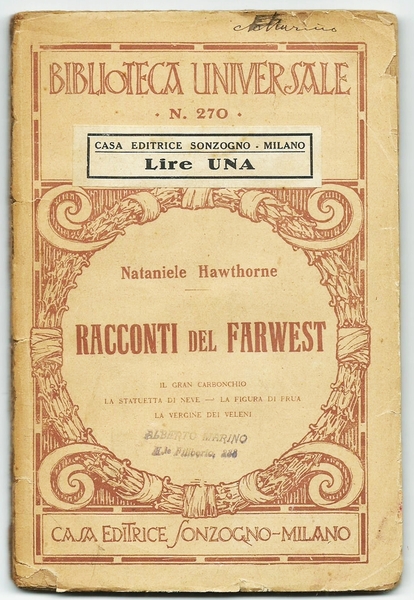 BIBLIOTECA UNIVERSALE
· N. 270 ·
CASA EDITRICE SONZOGNO - MILANO
Lire UNA
Nataniele Hawthorne
RACCONTI DEL FARWEST
IL GRAN CARBONCHIO
LA STATUETTA DI NEVE — LA FIGURA DI FRUA
LA VERGINE DEI VELENI
ALBERTO MARINO
CASA EDITRICE SONZOGNO-MILANO